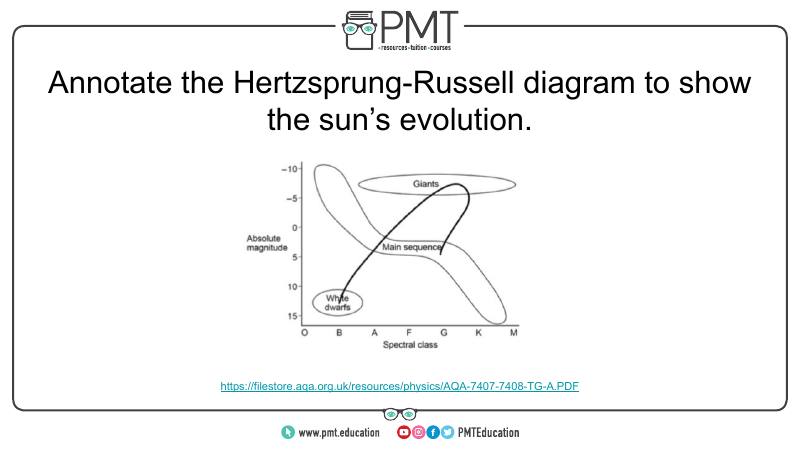 PMT
-resources-tuition-courses
Annotate the Hertzsprung-Russell diagram to show
the sun's evolution.
-10
-5
0
5
10
15
Absolute
magnitude
Giants
Main sequence
White
dwarfs
O B A F G K M
Spectral class
https://filestore.aqa.org.uk/resources/physics/AQA-7407-7408-TG-A.PDF
www.pmt.education PMTEducation